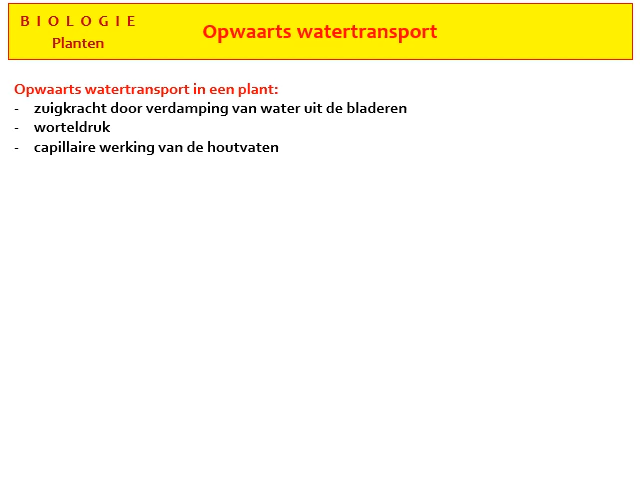 BIOLOGIE
Planten
Opwaarts watertransport
Opwaarts watertransport in een plant:
- zuigkracht door verdamping van water uit de bladeren
- worteldruk
- capillaire werking van de houtvaten